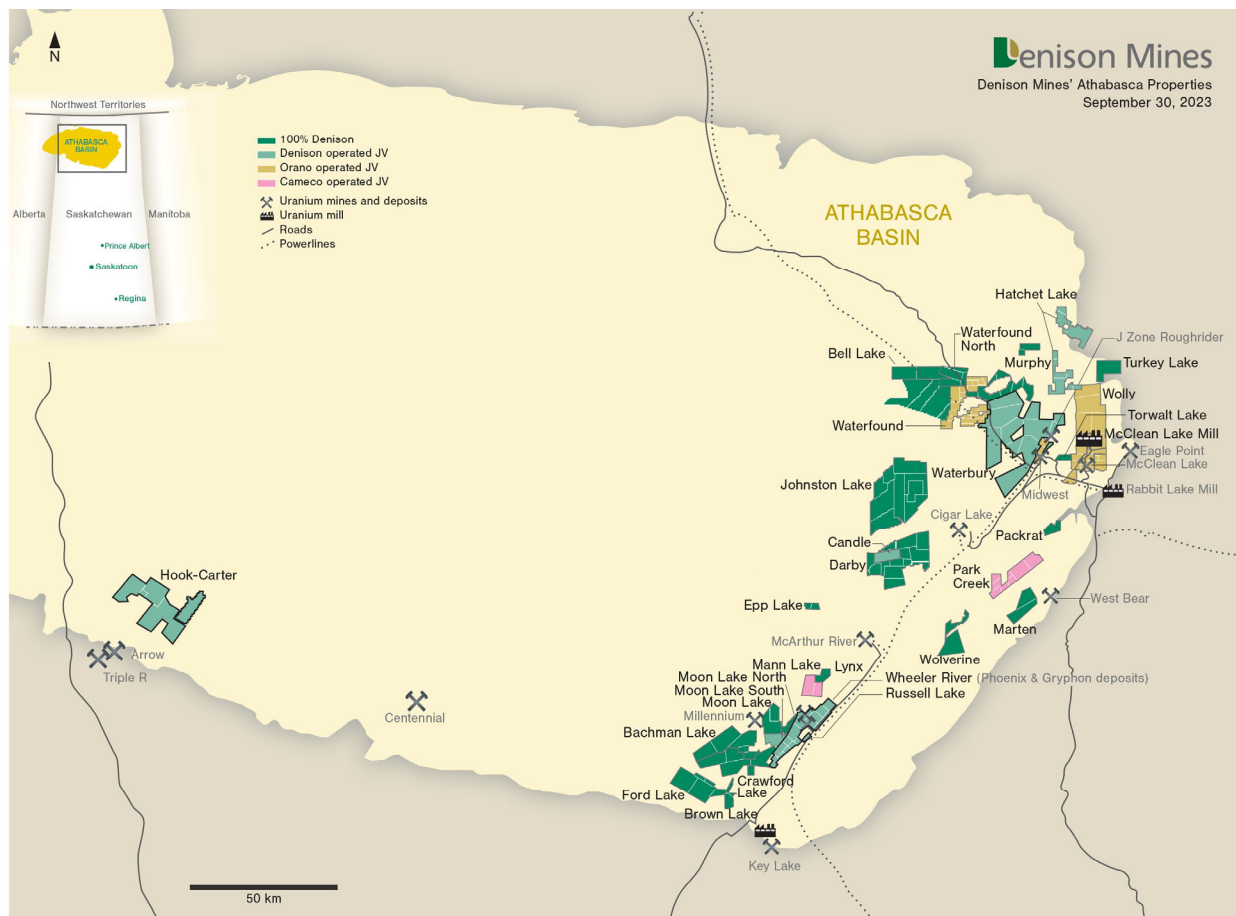 N
Denison Mines
Denison Mines' Athabasca Properties
September 30, 2023
Northwest Territories
ATHABASCA
BASIN
Alberta
Saskatchewan
Manitoba
Prince Albert
Saskatoon
Regina
100% Denison
Denison operated JV
Orano operated JV
Cameco operated JV
Uranium mines and deposits
Uranium mill
Roads
Powerlines
ATHABASCA
BASIN
Hatchet Lake
Waterfound
North
J Zone Roughrider
Bell Lake
Murphy
Turkey Lake
Wolly
Torwalt Lake
Waterfound
McClean Lake Mill
Eagle Point
McClean Lake
Waterbury
Johnston Lake
Midwest
Rabbit Lake Mill
Cigar Lake
Packrat
Candle
Darby
Park
Creek
Hook-Carter
West Bear
Epp Lake
Marten
McArthur River
Arrow
Triple R
Wolverine
Mann Lake
Lynx
Moon Lake North
Wheeler River (Phoenix & Gryphon deposits)
Moon Lake South
Russell Lake
Moon Lake
Millennium
Centennial
Bachman Lake
Crawford
Lake
Ford Lake
Brown Lake
Key Lake
50 km